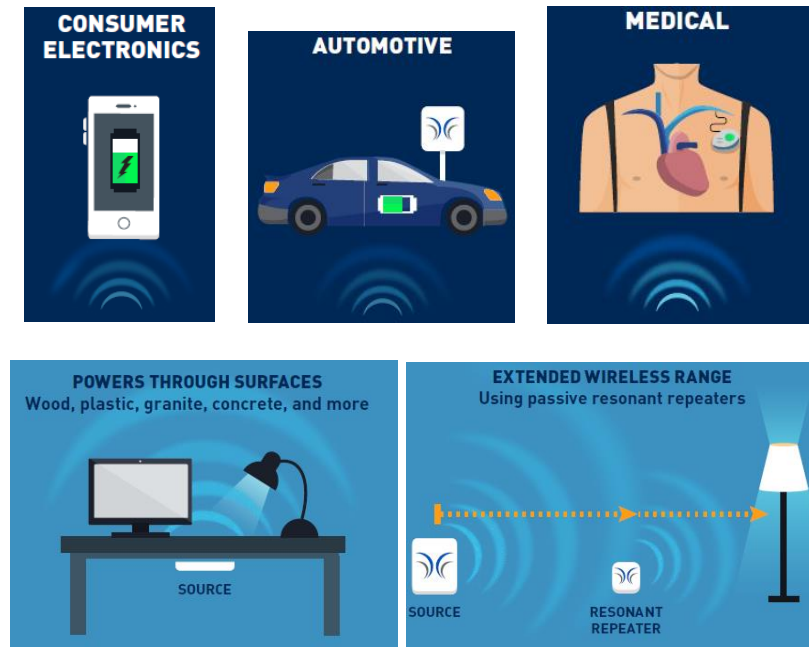 CONSUMER
ELECTRONICS
AUTOMOTIVE
MEDICAL
POWERS THROUGH SURFACES
Wood, plastic, granite, concrete, and more
SOURCE
EXTENDED WIRELESS RANGE
Using passive resonant repeaters
SOURCE
RESONANT
REPEATER